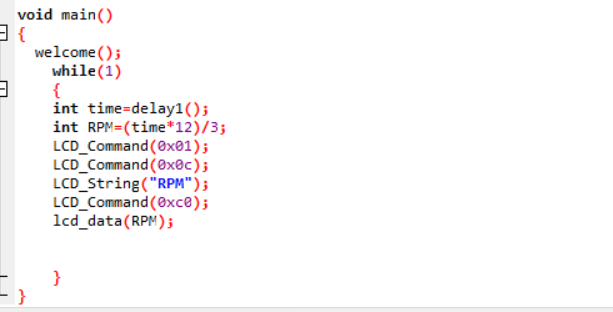 void main()
{
welcome();
while(1)
{
int time=delay1();
int RPM=(time*12)/3;
LCD_Command(0x01);
LCD_Command(0x0c);
LCD_String("RPM");
LCD_Command(0xc0);
lcd_data(RPM);
}
}